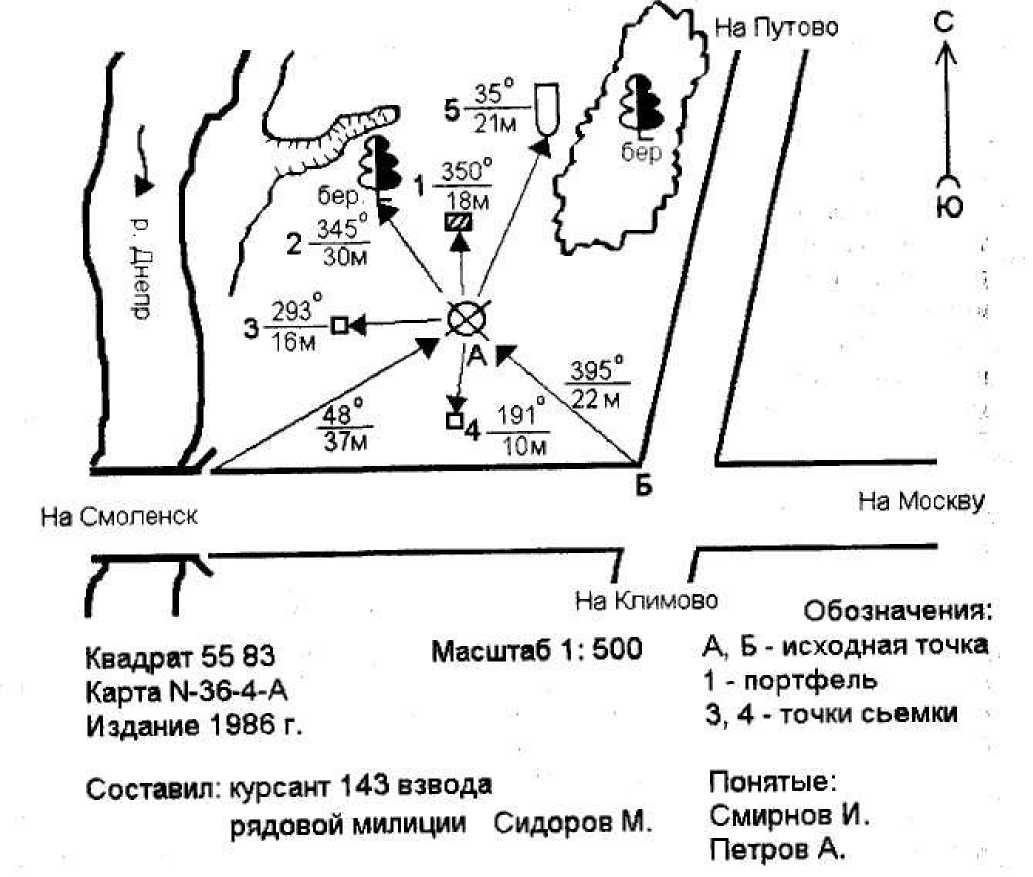 На Путово
С
5 35°
21м
бер
1 350°
18м
бер.
2 345°
30м
Ю
р. Днепр
3 293°
16м
А
395°
22 м
48°
37м
4 191°
10м
Б
На Смоленск
На Москву
На Климово
Обозначения:
Квадрат 55 83
Масштаб 1: 500
А, Б - исходная точка
Карта N-36-4-А
1 - портфель
Издание 1986 г.
3, 4 - точки сьемки
Составил: курсант 143 взвода
рядовой милиции Сидоров М.
Понятые:
Смирнов И.
Петров А.